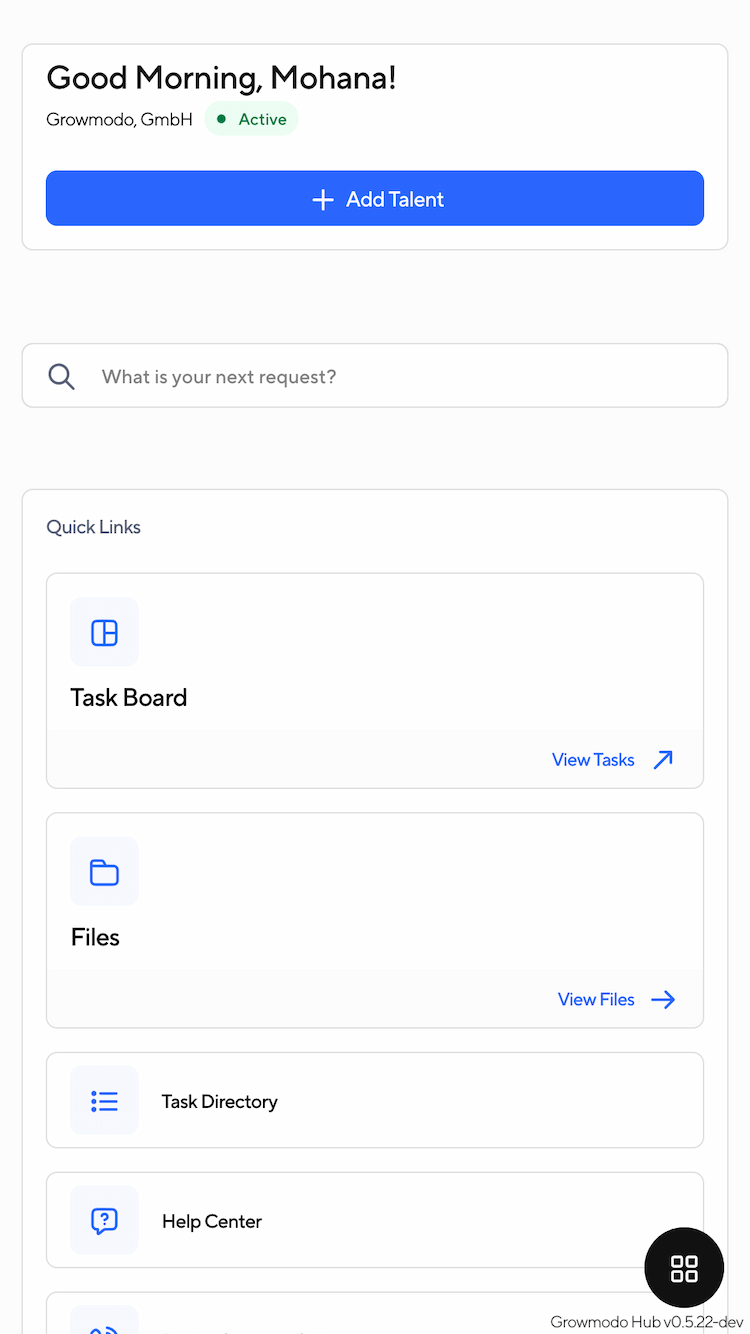 Good Morning, Mohana!
Growmodo, GmbH Active
Add Talent
What is your next request?
Quick Links
Task Board
View Tasks
Files
View Files
Task Directory
Help Center
Growmodo Hub v0.5.22-dev